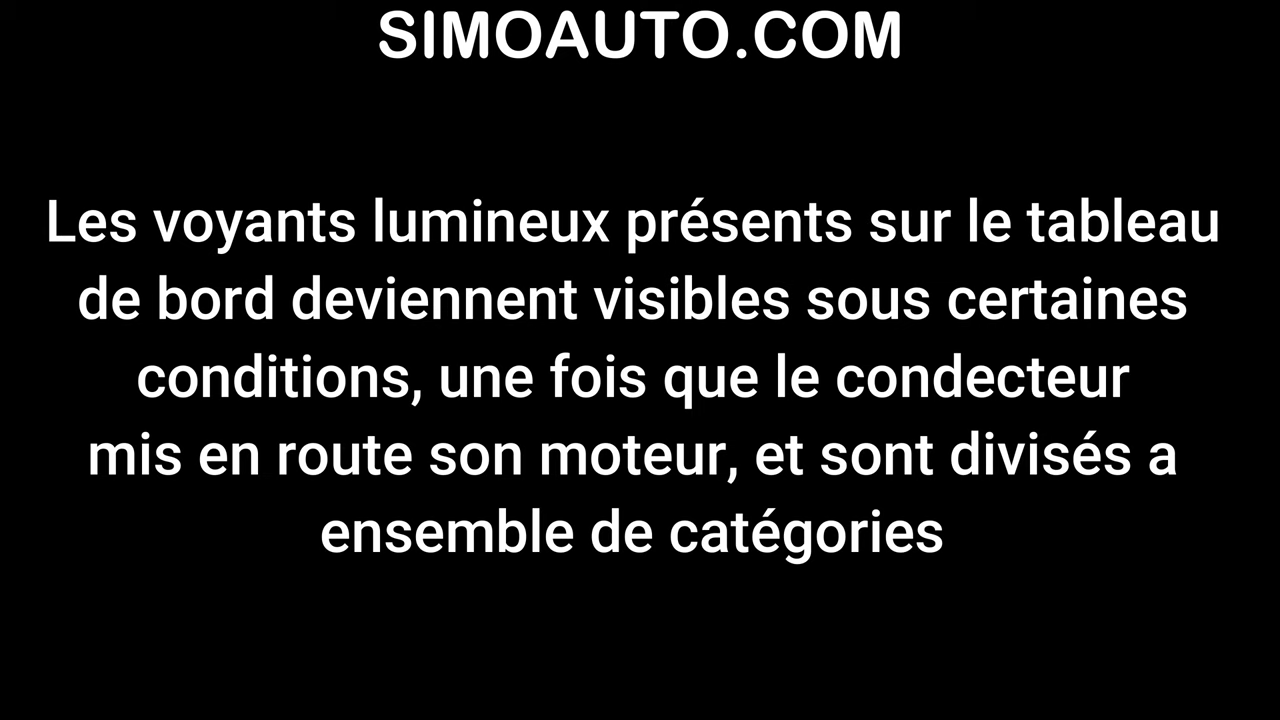 SIMOAUTO.COM
Les voyants lumineux présents sur le tableau
de bord deviennent visibles sous certaines
conditions, une fois que le condecteur
mis en route son moteur, et sont divisés a
ensemble de catégories